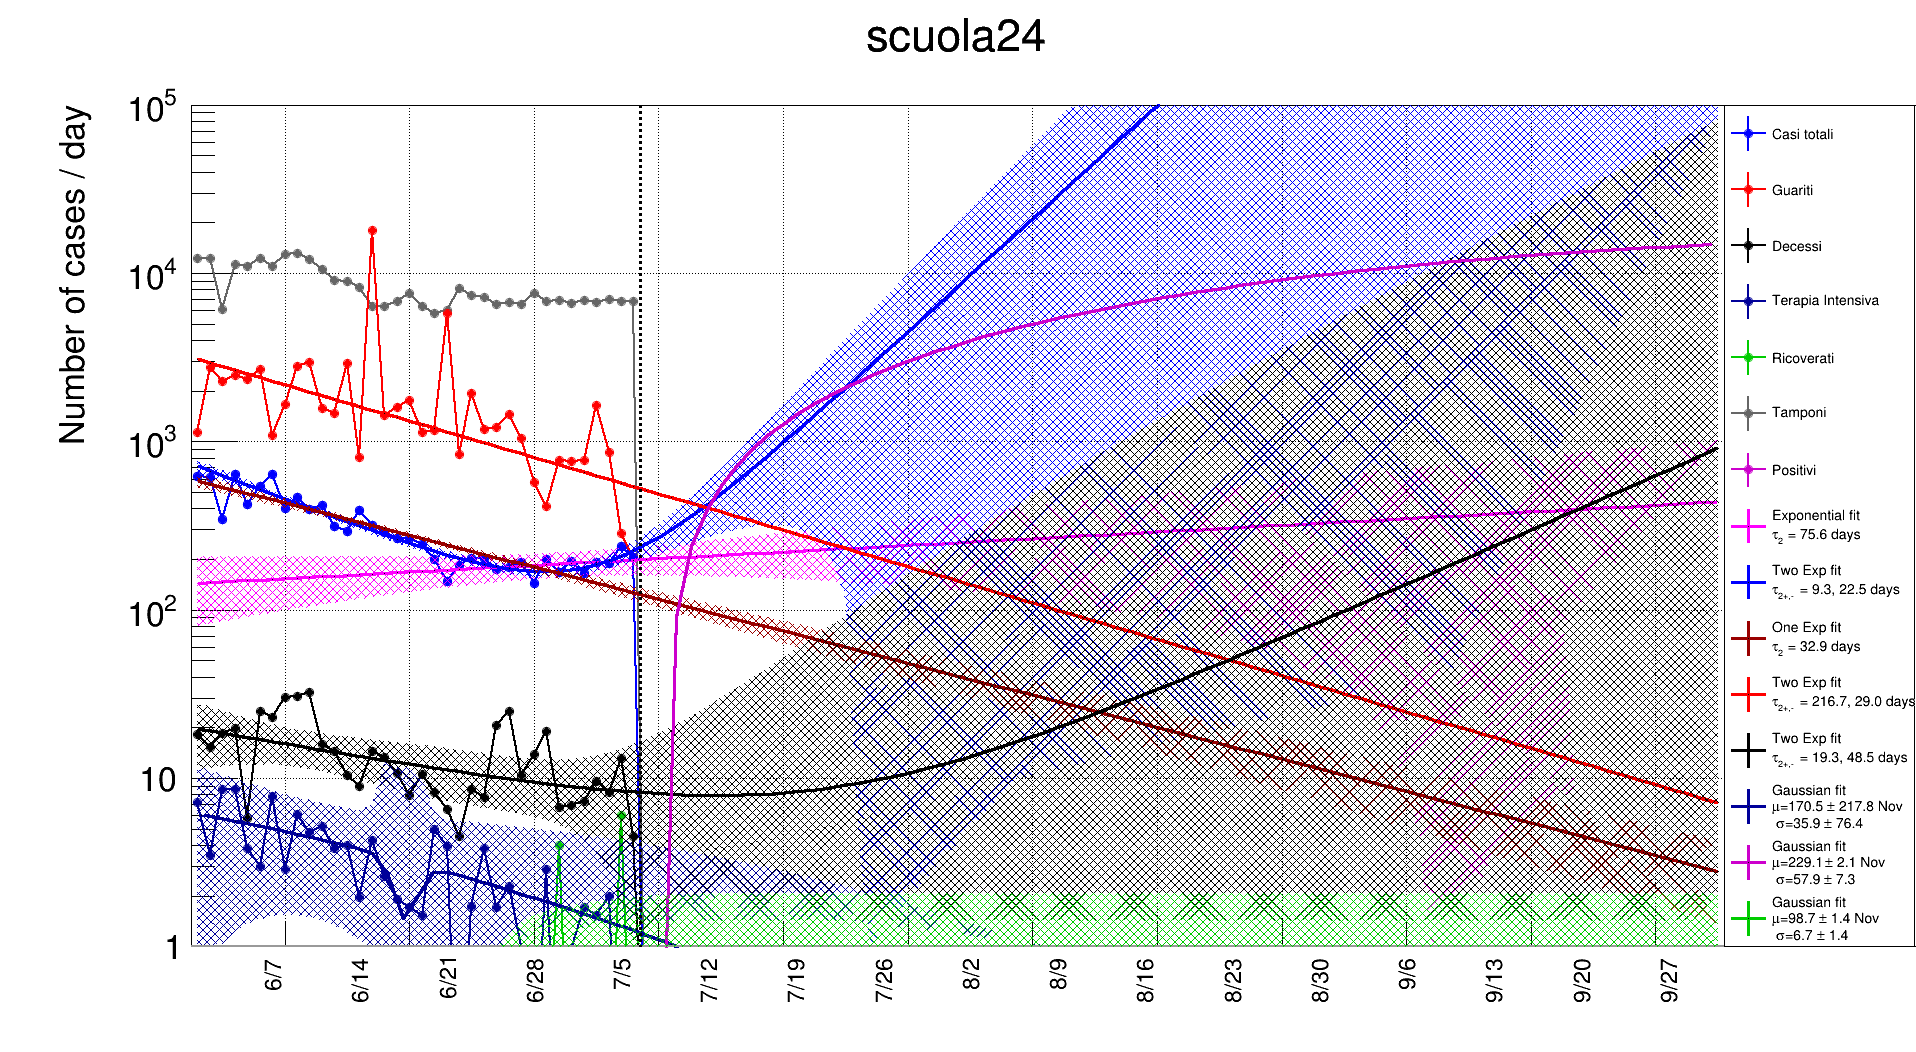 scuola24
Number of cases / day
10^5
10^4
10^3
10^2
10
1
6/7
6/14
6/21
6/28
7/5
7/12
7/19
7/26
8/2
8/9
8/16
8/23
8/30
9/6
9/13
9/20
9/27
Casi totali
Guariti
Decessi
Terapia Intensiva
Ricoverati
Tamponi
Positivi
Exponential fit
τ₂ = 75.6 days
Two Exp fit
τ₂₊,₋ = 9.3, 22.5 days
One Exp fit
τ₂ = 32.9 days
Two Exp fit
τ₂₊,₋ = 216.7, 29.0 days
Two Exp fit
τ₂₊,₋ = 19.3, 48.5 days
Gaussian fit
μ=170.5 ± 217.8 Nov
σ=35.9 ± 76.4
Gaussian fit
μ=229.1 ± 2.1 Nov
σ=57.9 ± 7.3
Gaussian fit
μ=98.7 ± 1.4 Nov
σ=6.7 ± 1.4